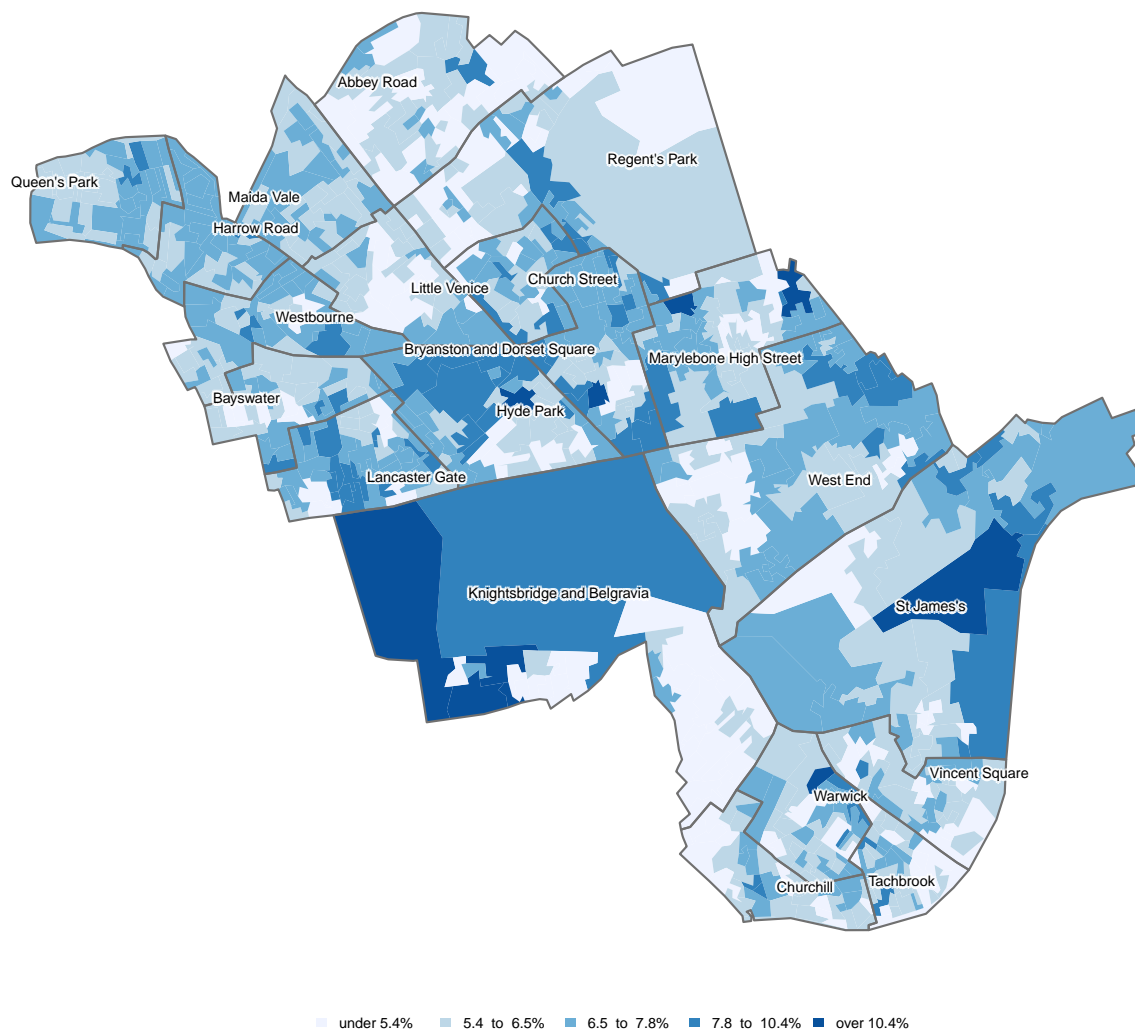 Abbey Road
Regent's Park
Queen's Park
Maida Vale
Harrow Road
Church Street
Little Venice
Westbourne
Bryanston and Dorset Square
Marylebone High Street
Bayswater
Hyde Park
Lancaster Gate
West End
Knightsbridge and Belgravia
St James's
Vincent Square
Warwick
Tachbrook
Churchill
under 5.4% 5.4 to 6.5% 6.5 to 7.8% 7.8 to 10.4% over 10.4%